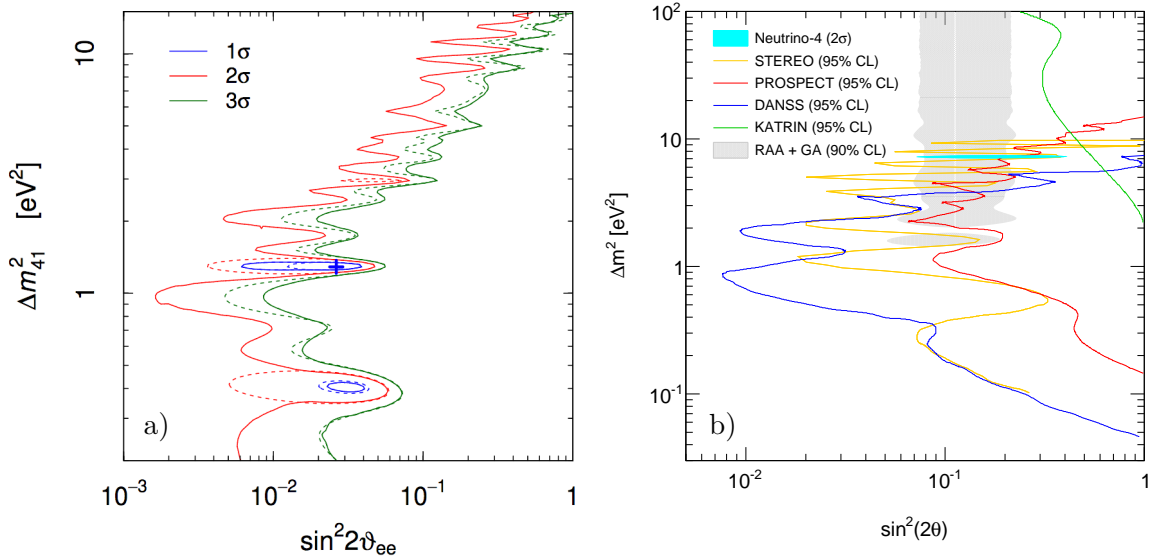 10
1
Δm²₄₁ [eV²]
1σ
2σ
3σ
a)
10⁻³
10⁻²
10⁻¹
1
sin²2ϑₑₑ
10²
10
1
10⁻¹
Δm² [eV²]
Neutrino-4 (2σ)
STEREO (95% CL)
PROSPECT (95% CL)
DANSS (95% CL)
KATRIN (95% CL)
RAA + GA (90% CL)
b)
10⁻²
10⁻¹
1
sin²(2θ)